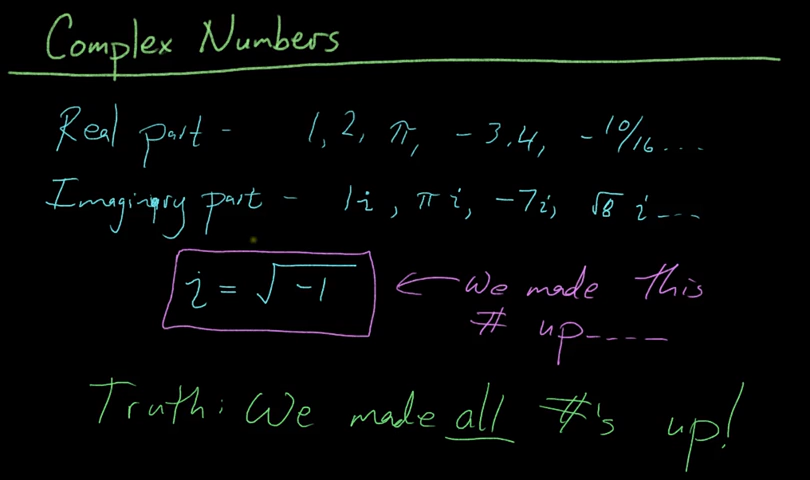 Complex Numbers
Real part - 1, 2, π, -3.4, -10/16 ....
Imaginary part - 1i, πi, -7i, √8 i ....
i = √-1 ← We made this
# up----
Truth: We made all #'s up!